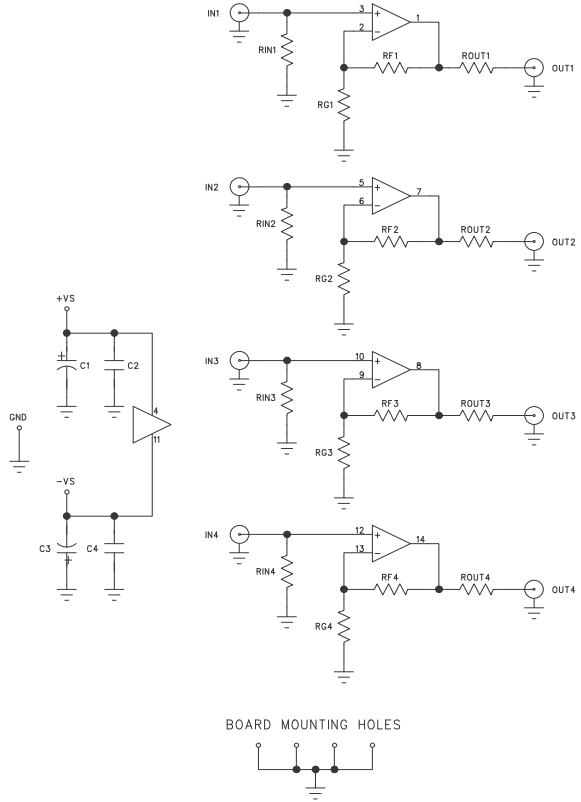 IN1
3
+
1
2
−
RIN1
RF1
ROUT1
OUT1
RG1
IN2
5
+
7
6
−
RIN2
RF2
ROUT2
OUT2
RG2
+VS
+
C1
C2
4
11
GND
−VS
C3
C4
+
IN3
10
+
8
9
−
RIN3
RF3
ROUT3
OUT3
RG3
IN4
12
+
14
13
−
RIN4
RF4
ROUT4
OUT4
RG4
BOARD MOUNTING HOLES